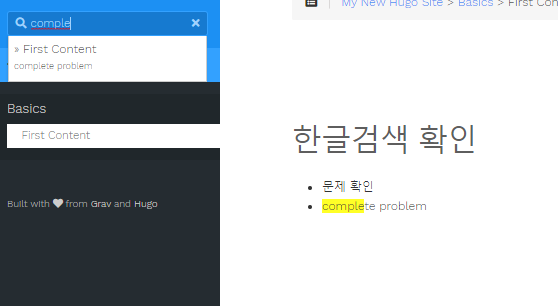 comple
» First Content
complete problem
Basics
First Content
Built with from Grav and Hugo
My New Hugo Site > Basics > First Con
한글검색 확인
문제 확인
complete problem